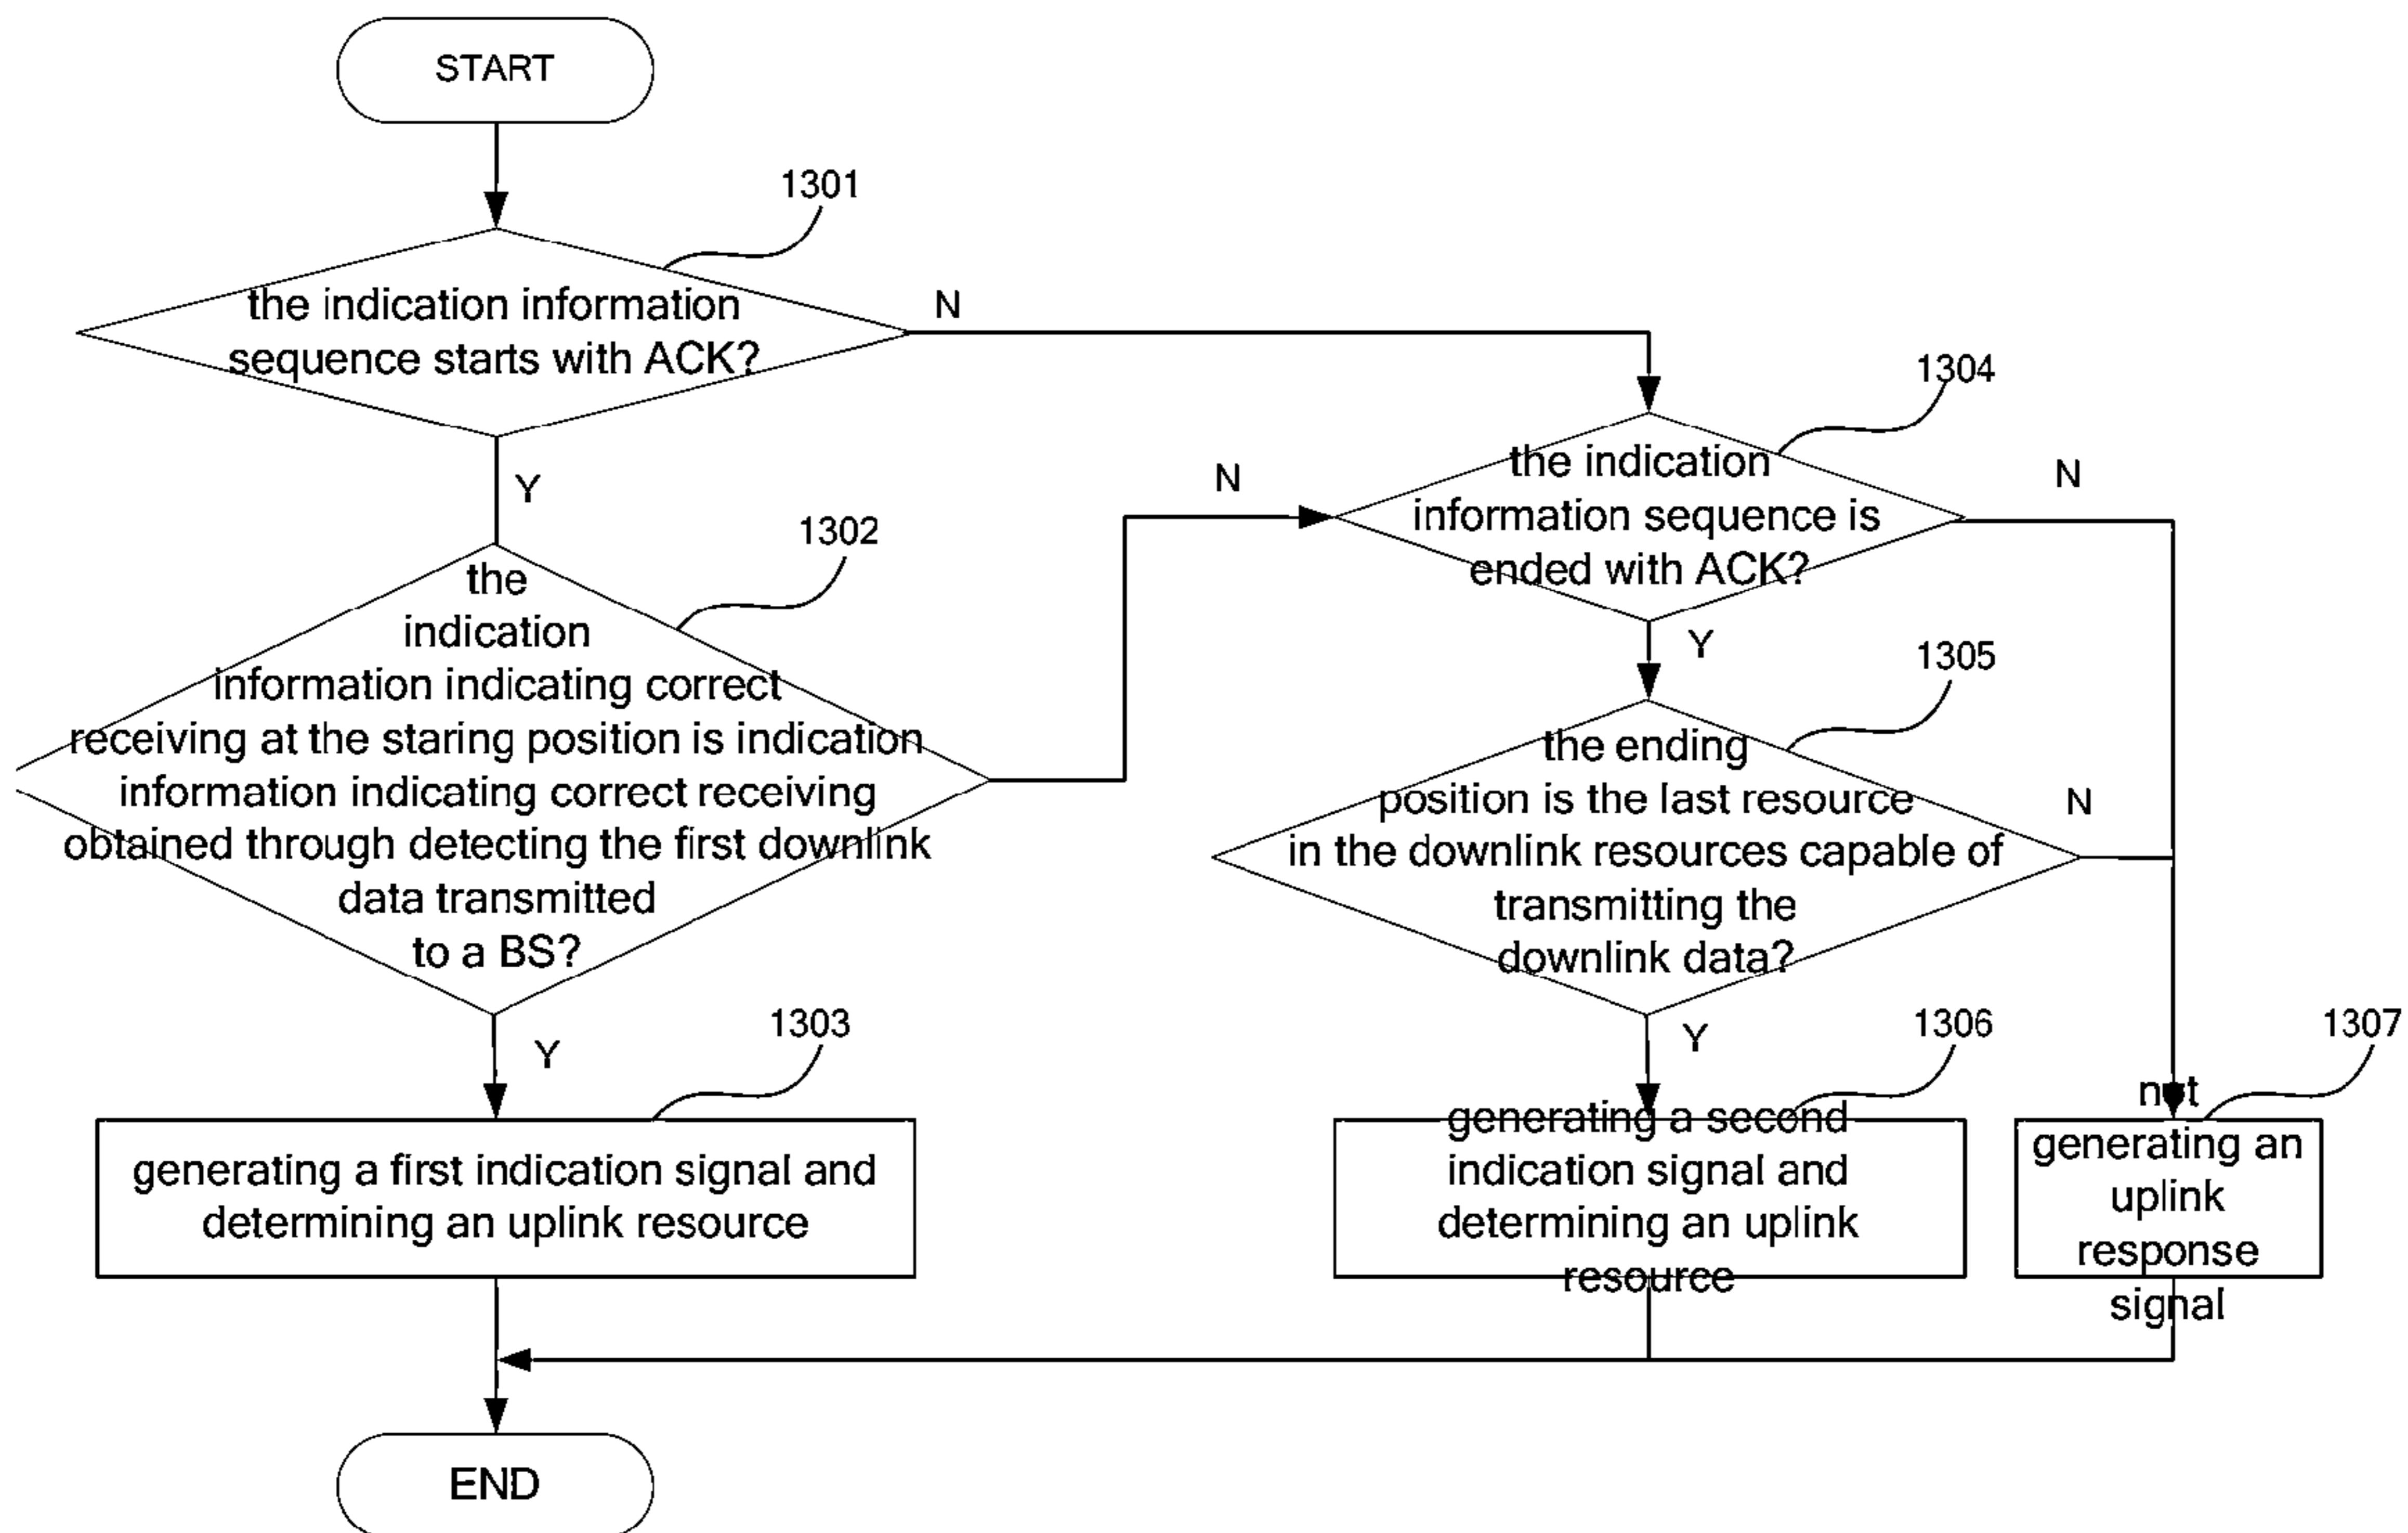 START
1301
the indication information
sequence starts with ACK?
N
Y
1302
the
indication
information indicating correct
receiving at the staring position is indication
information indicating correct receiving
obtained through detecting the first downlink
data transmitted
to a BS?
N
Y
1303
generating a first indication signal and
determining an uplink resource
1304
the indication
information sequence is
ended with ACK?
N
Y
1305
the ending
position is the last resource
in the downlink resources capable of
transmitting the
downlink data?
N
Y
1306
generating a second
indication signal and
determining an uplink
resource
1307
not
generating an
uplink
response
signal
END